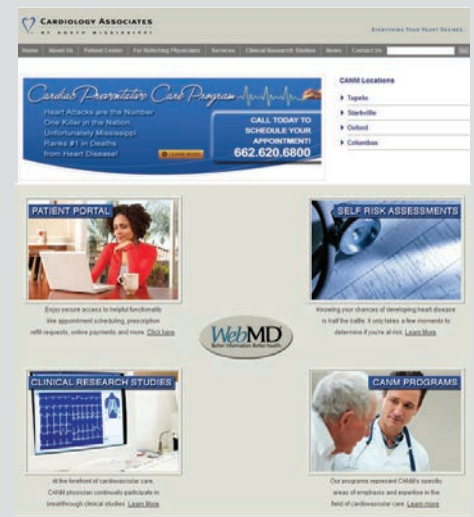 CARDIOLOGY ASSOCIATES
OF NORTH MISSISSIPPI
EVERYTHING YOUR HEART DESIRES.
Home About Us Patient Center For Referring Physicians Services Clinical Research Studies News Contact Us
Cardiac Preventative Care Program
Heart Attacks are the Number
One Killer in the Nation.
Unfortunately Mississippi
Ranks #1 in Deaths
from Heart Disease!
LEARN MORE
CALL TODAY TO
SCHEDULE YOUR
APPOINTMENT!
662.620.6800
CANM Locations
Tupelo
Starkville
Oxford
Columbus
PATIENT PORTAL
Enjoy secure access to helpful functionality
like appointment scheduling, prescription
refill requests, online payments and more. Click here.
SELF RISK ASSESSMENTS
Knowing your chances of developing heart disease
is half the battle. It only takes a few moments to
determine if you're at risk. Learn More
WebMD
Better information. Better health.
CLINICAL RESEARCH STUDIES
At the forefront of cardiovascular care,
CANM physician continually participate in
breakthrough clinical studies. Learn More
CANM PROGRAMS
Our programs represent CANM's specific
areas of emphasis and expertise in the
field of cardiovascular care. Learn more